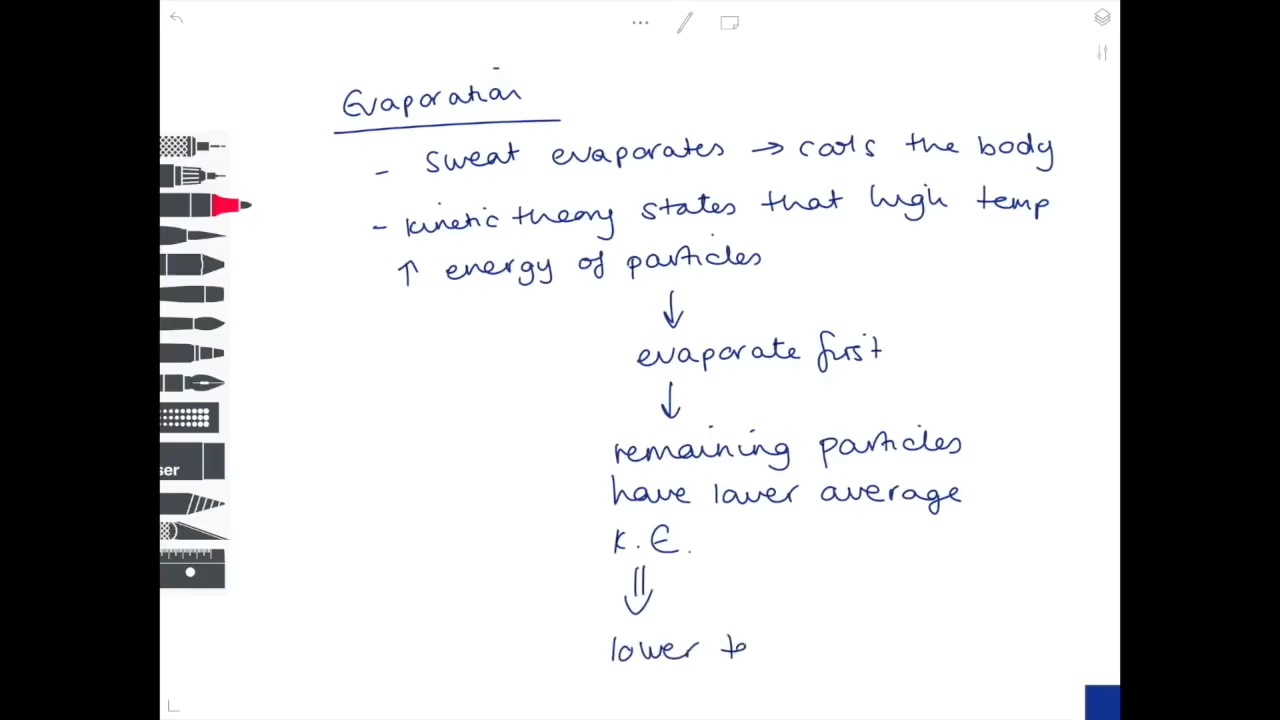 Evaporation
- sweat evaporates → cools the body
- kinetic theory states that high temp
↑ energy of particles
↓
evaporate first
↓
remaining particles
have lower average
K.E.
⇓
lower te
ser